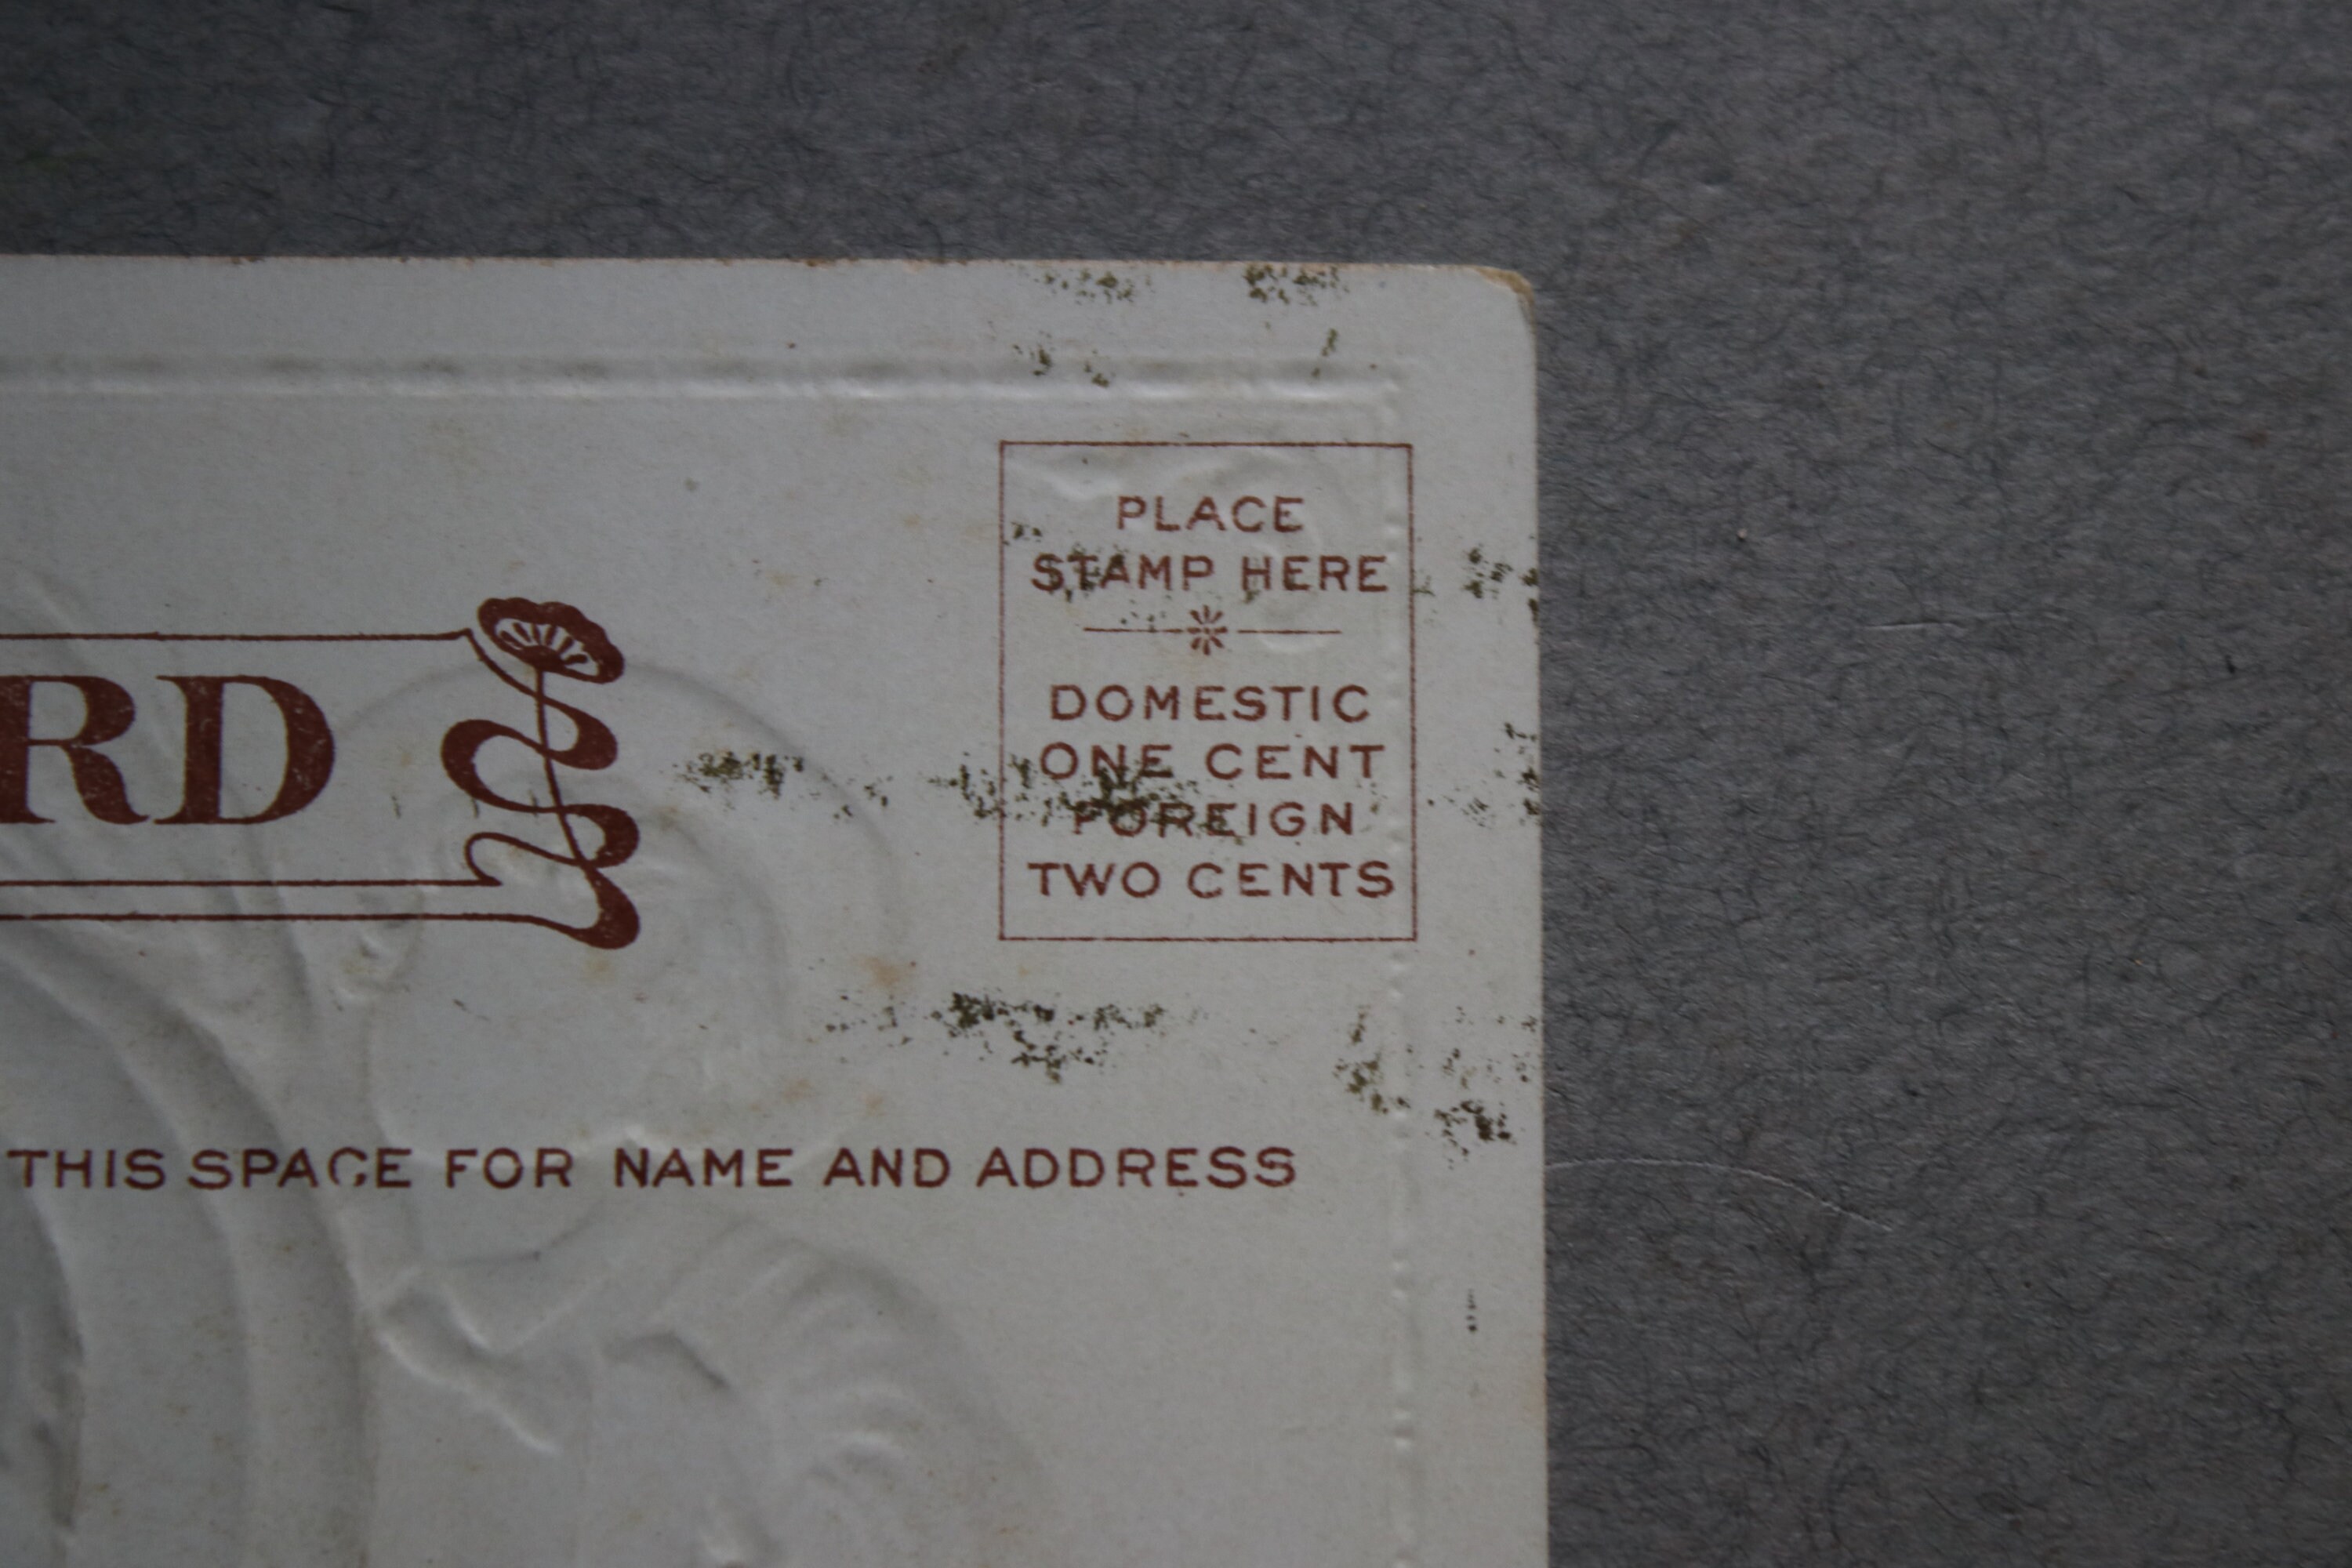 PLACE
STAMP HERE
DOMESTIC
ONE CENT
FOREIGN
TWO CENTS
RD
THIS SPACE FOR NAME AND ADDRESS